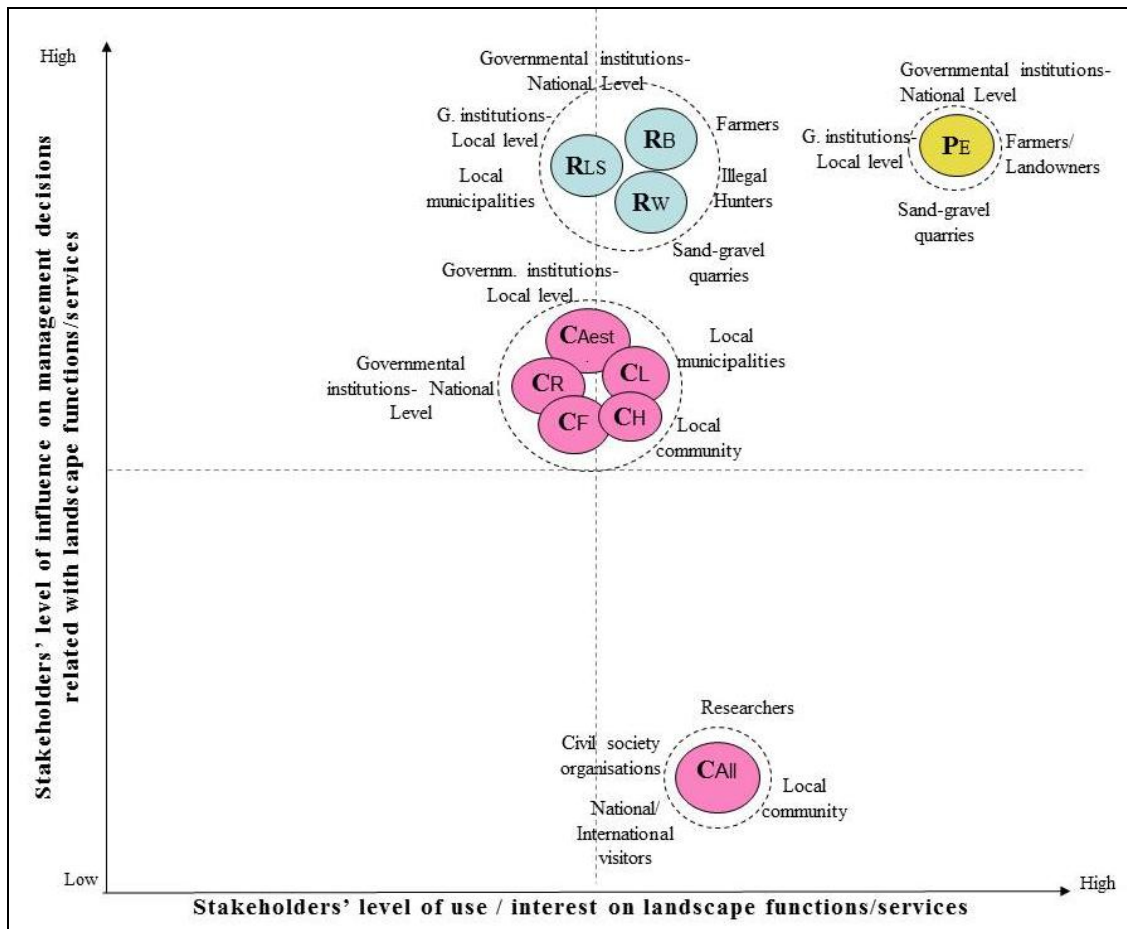 High
Stakeholders' level of influence on management decisions
related with landscape functions/services
Governmental institutions-
National Level
G. institutions-
Local level
Local
municipalities
RLS
RB
RW
Farmers
Illegal
Hunters
Sand-gravel
quarries
Governmental institutions-
National Level
G. institutions-
Local level
PE
Farmers/
Landowners
Sand-gravel
quarries
Governm. institutions-
Local level
Governmental
institutions- National
Level
CAest
.
CR
CL
CF
CH
Local
municipalities
Local
community
Researchers
Civil society
organisations
CAll
Local
community
National/
International
visitors
Low
High
Stakeholders' level of use / interest on landscape functions/services